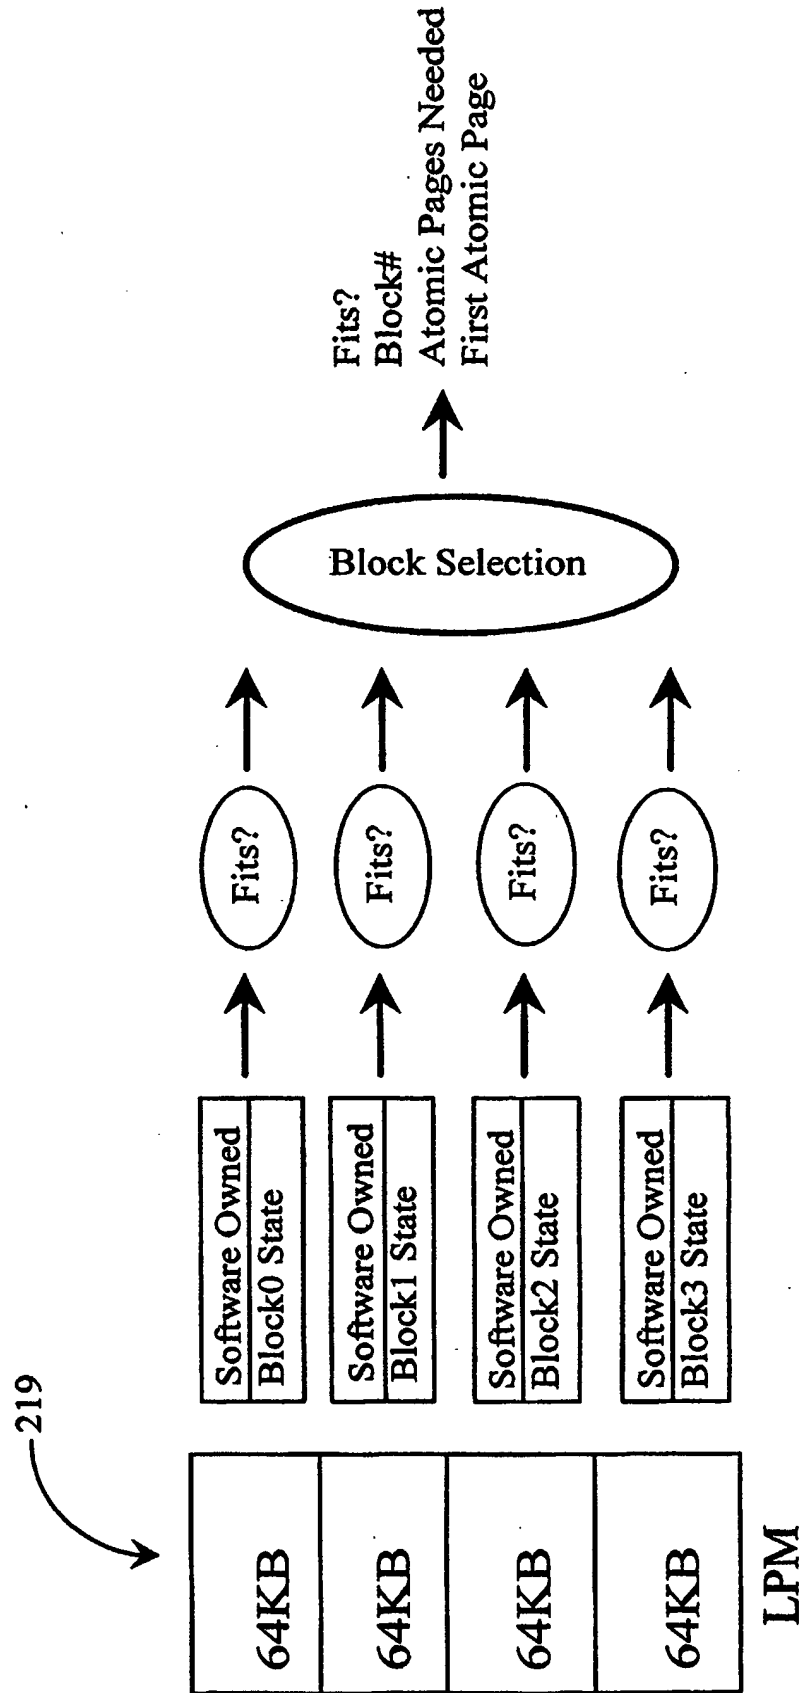 219
64KB
64KB
64KB
64KB
LPM
Software Owned
Block0 State
Software Owned
Block1 State
Software Owned
Block2 State
Software Owned
Block3 State
Fits?
Fits?
Fits?
Fits?
Block Selection
Fits?
Block#
Atomic Pages Needed
First Atomic Page